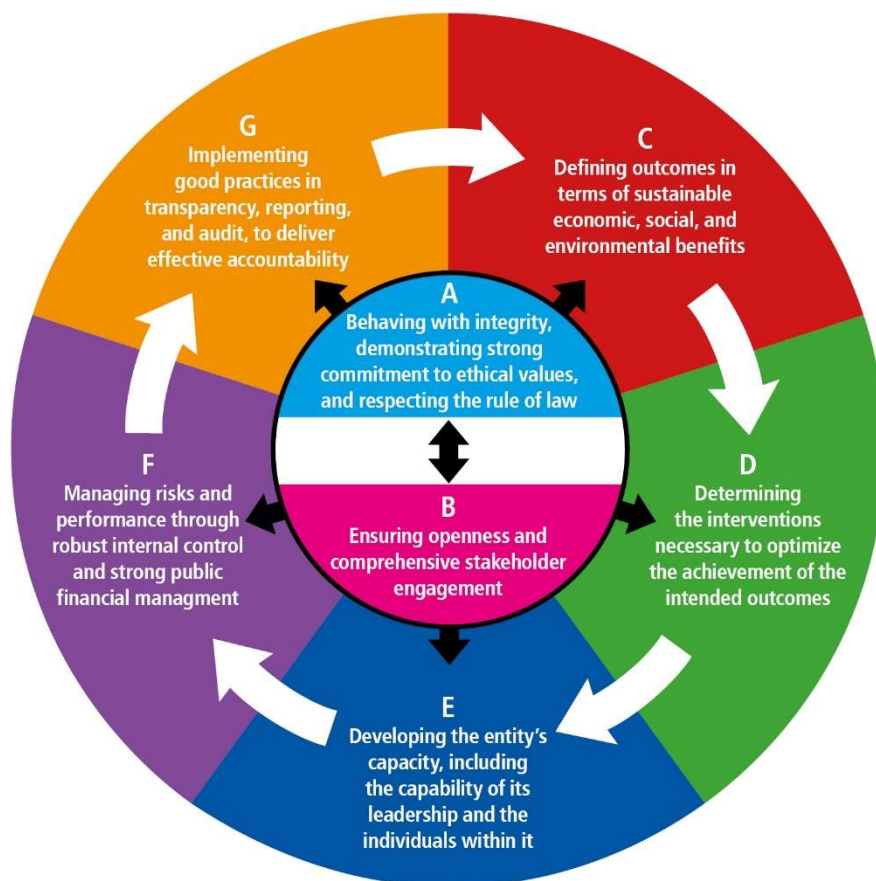 A
Behaving with integrity,
demonstrating strong
commitment to ethical values,
and respecting the rule of law
B
Ensuring openness and
comprehensive stakeholder
engagement
C
Defining outcomes in
terms of sustainable
economic, social, and
environmental benefits
D
Determining
the interventions
necessary to optimize
the achievement of the
intended outcomes
E
Developing the entity’s
capacity, including
the capability of its
leadership and the
individuals within it
F
Managing risks and
performance through
robust internal control
and strong public
financial managment
G
Implementing
good practices in
transparency, reporting,
and audit, to deliver
effective accountability